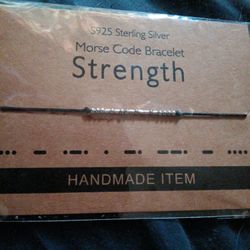 S925 Sterling Silver
Morse Code Bracelet
Strength
HANDMADE ITEM